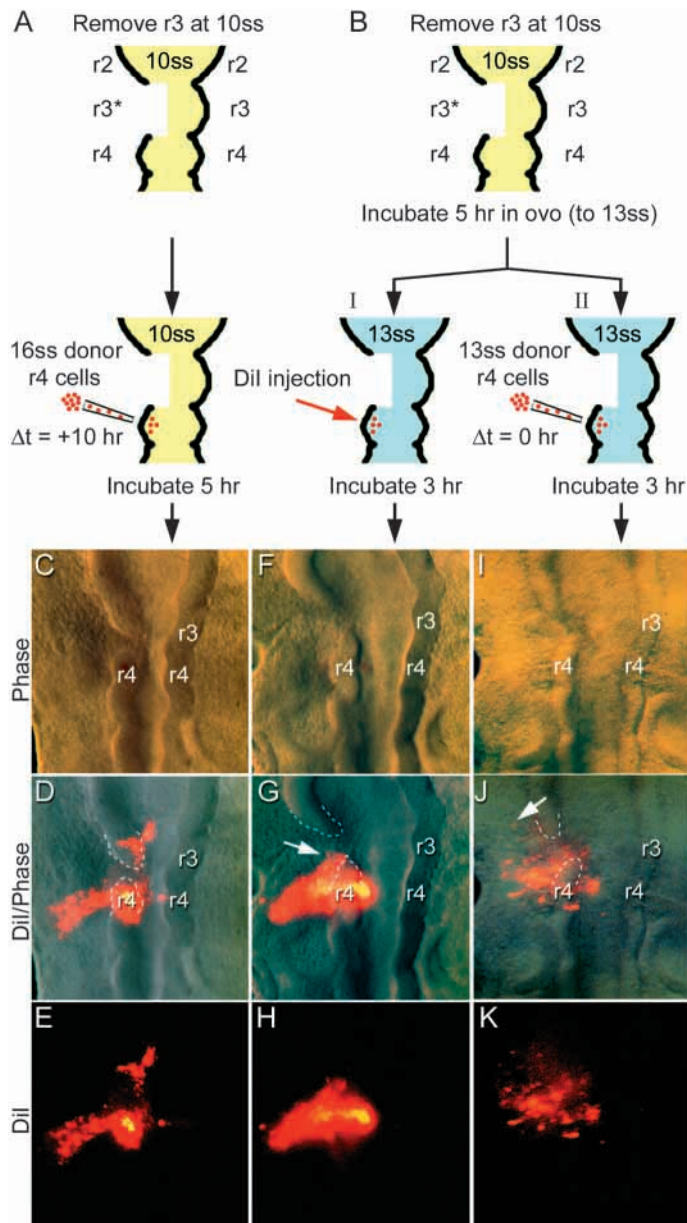 A
Remove r3 at 10ss
10ss
r2
r2
r3*
r3
r4
r4
B
Remove r3 at 10ss
10ss
r2
r2
r3*
r3
r4
r4
Incubate 5 hr in ovo (to 13ss)
10ss
16ss donor
r4 cells
Δt = +10 hr
Incubate 5 hr
I
13ss
DiI injection
Incubate 3 hr
II
13ss
13ss donor
r4 cells
Δt = 0 hr
Incubate 3 hr
Phase
C
r3
r4
r4
F
r3
r4
r4
I
r3
r4
r4
DiI/Phase
D
r3
r4
r4
G
r3
r4
r4
J
r3
r4
r4
DiI
E
H
K